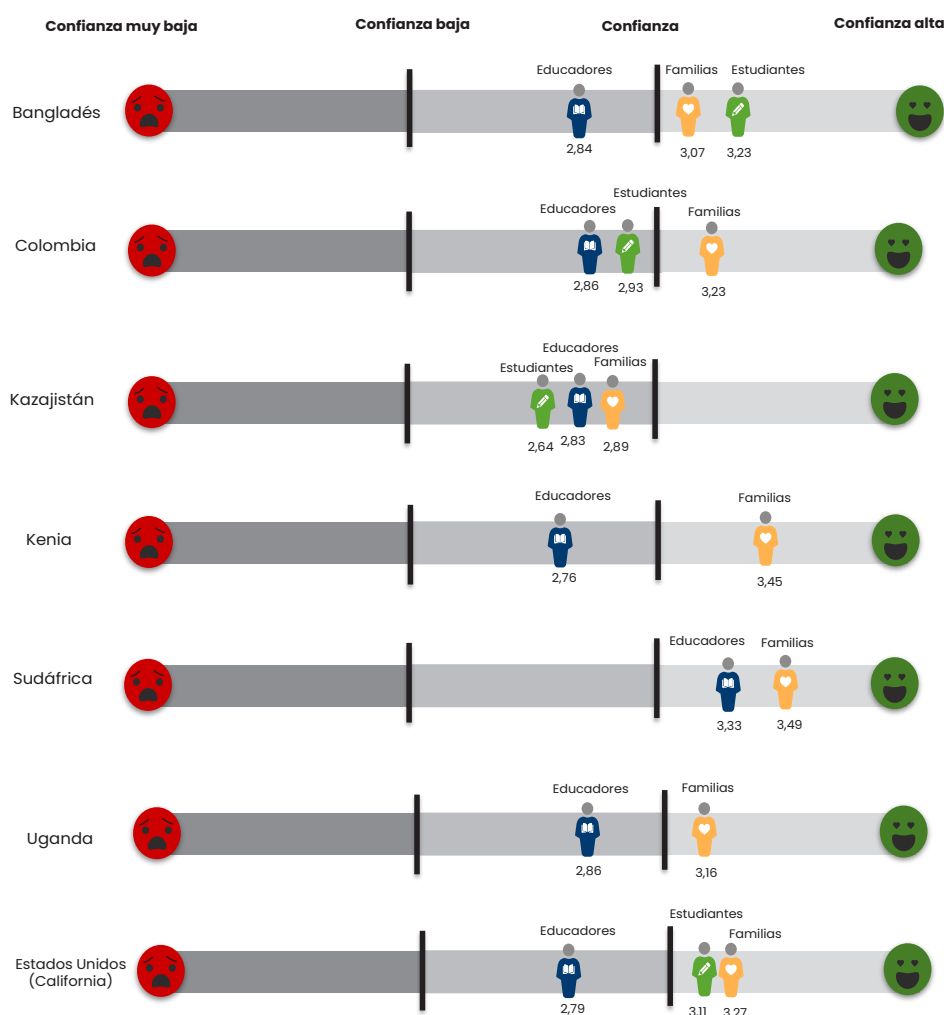 Confianza muy baja
Confianza baja
Confianza
Confianza alta
Bangladés
Educadores
Familias
Estudiantes
2,84
3,07
3,23
Colombia
Educadores
Estudiantes
Familias
2,86
2,93
3,23
Kazajistán
Educadores
Estudiantes
Familias
2,64
2,83
2,89
Kenia
Educadores
Familias
2,76
3,45
Sudáfrica
Educadores
Familias
3,33
3,49
Uganda
Educadores
Familias
2,86
3,16
Estados Unidos
(California)
Educadores
Estudiantes
Familias
2,79
3,11
3,27